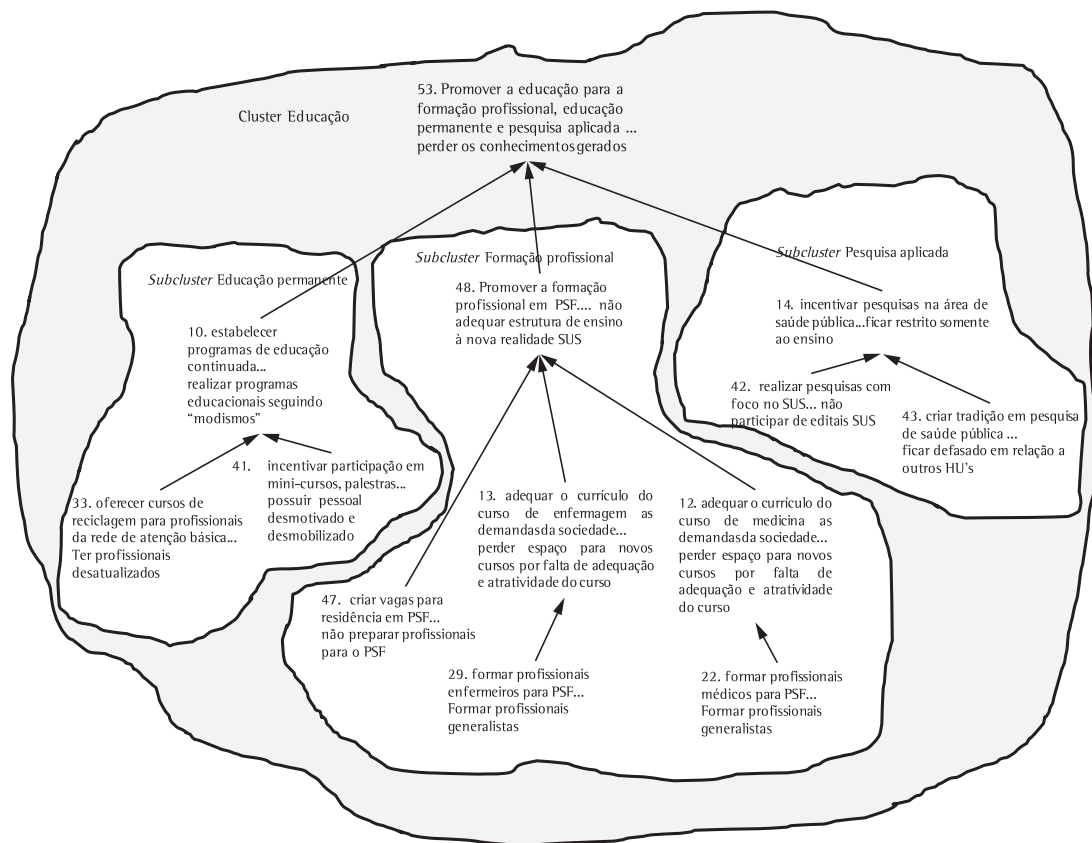 Cluster Educação
53. Promover a educação para a
formação profissional, educação
permanente e pesquisa aplicada ...
perder os conhecimentos gerados
Subcluster Educação permanente
10. estabelecer
programas de educação
continuada...
realizar programas
educacionais seguindo
“modismos”
33. oferecer cursos de
reciclagem para profissionais
da rede de atenção básica...
Ter profissionais
desatualizados
41. incentivar participação em
mini-cursos, palestras...
possuir pessoal
desmotivado e
desmobilizado
Subcluster Formação profissional
48. Promover a formação
profissional em PSF.... não
adequar estrutura de ensino
à nova realidade SUS
47. criar vagas para
residência em PSF...
não preparar profissionais
para o PSF
13. adequar o currículo do
curso de enfermagem as
demandas da sociedade...
perder espaço para novos
cursos por falta de adequação
e atratividade do curso
29. formar profissionais
enfermeiros para PSF...
Formar profissionais
generalistas
12. adequar o currículo do
curso de medicina as
demandas da sociedade...
perder espaço para novos
cursos por falta de
adequação e atratividade
do curso
22. formar profissionais
médicos para PSF...
Formar profissionais
generalistas
Subcluster Pesquisa aplicada
14. incentivar pesquisas na área de
saúde pública...ficar restrito somente
ao ensino
42. realizar pesquisas com
foco no SUS... não
participar de editais SUS
43. criar tradição em pesquisa
de saúde pública ...
ficar defasado em relação a
outros HU's